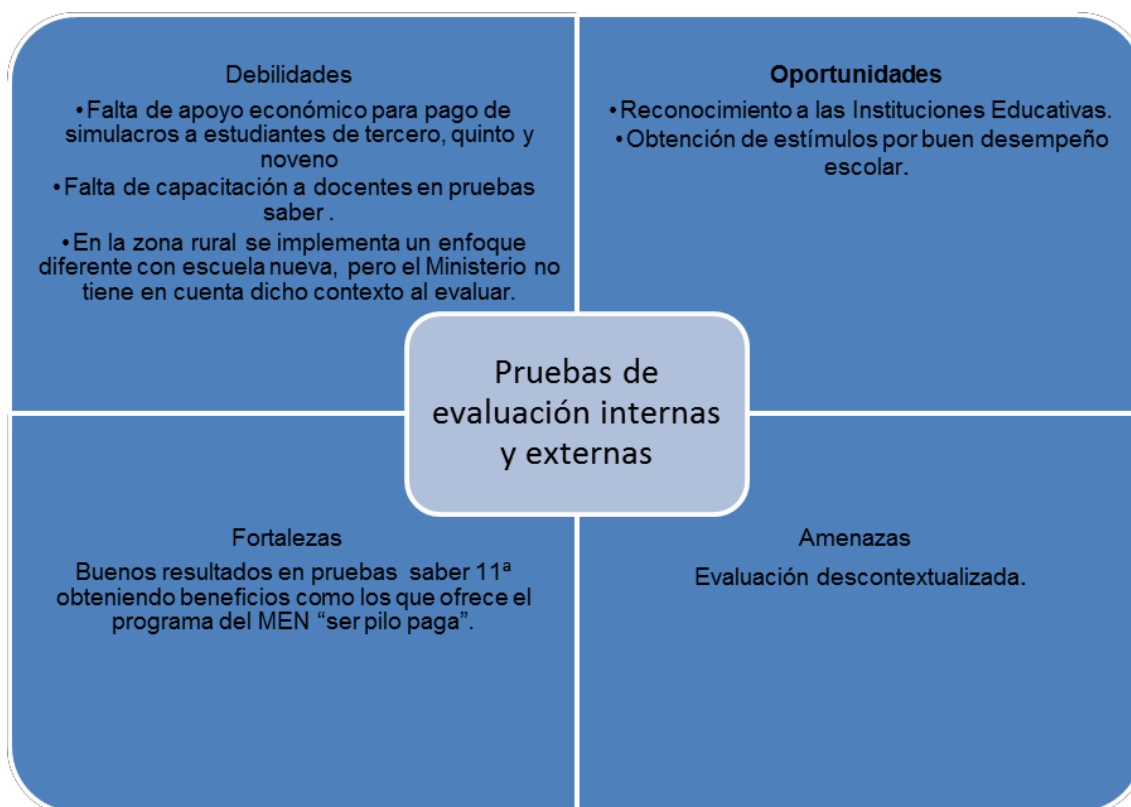 Debilidades
•Falta de apoyo económico para pago de
simulacros a estudiantes de tercero, quinto y
noveno
•Falta de capacitación a docentes en pruebas
saber .
•En la zona rural se implementa un enfoque
diferente con escuela nueva, pero el Ministerio no
tiene en cuenta dicho contexto al evaluar.
Oportunidades
•Reconocimiento a las Instituciones Educativas.
•Obtención de estímulos por buen desempeño
escolar.
Pruebas de
evaluación internas
y externas
Fortalezas
Buenos resultados en pruebas saber 11ª
obteniendo beneficios como los que ofrece el
programa del MEN “ser pilo paga”.
Amenazas
Evaluación descontextualizada.